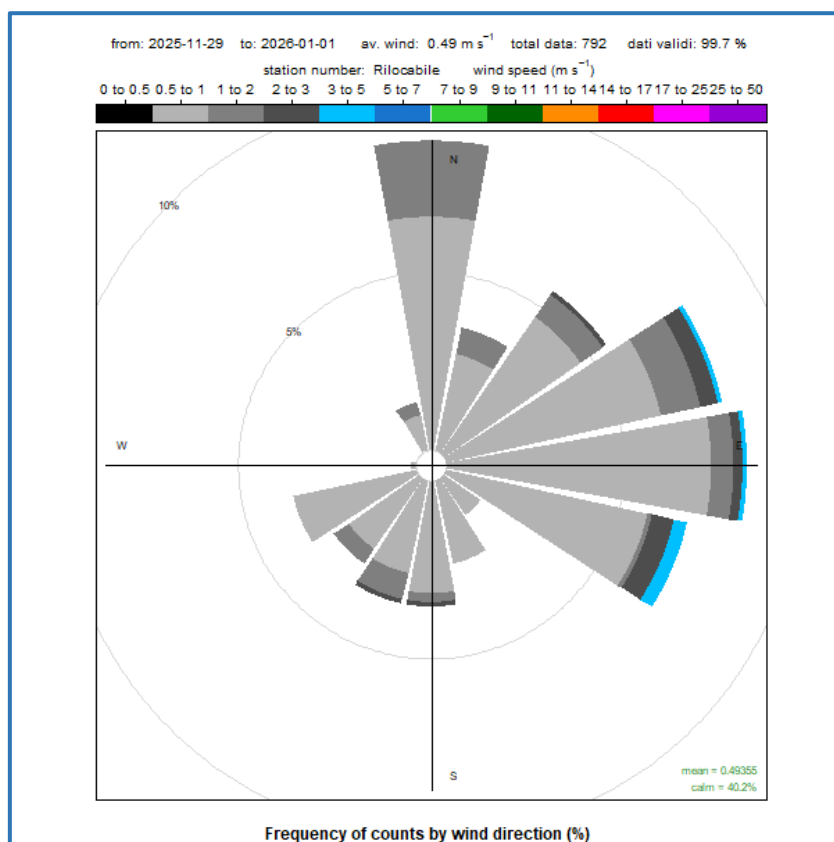 from: 2025-11-29 to: 2026-01-01 av. wind: 0.49 m s⁻¹ total data: 792 dati validi: 99.7 %
station number: Rilocabile wind speed (m s⁻¹)
0 to 0.5 0.5 to 1 1 to 2 2 to 3 3 to 5 5 to 7 7 to 9 9 to 11 11 to 14 14 to 17 17 to 25 25 to 50
N
10%
5%
W
E
S
mean = 0.49355
calm = 40.2%
Frequency of counts by wind direction (%)